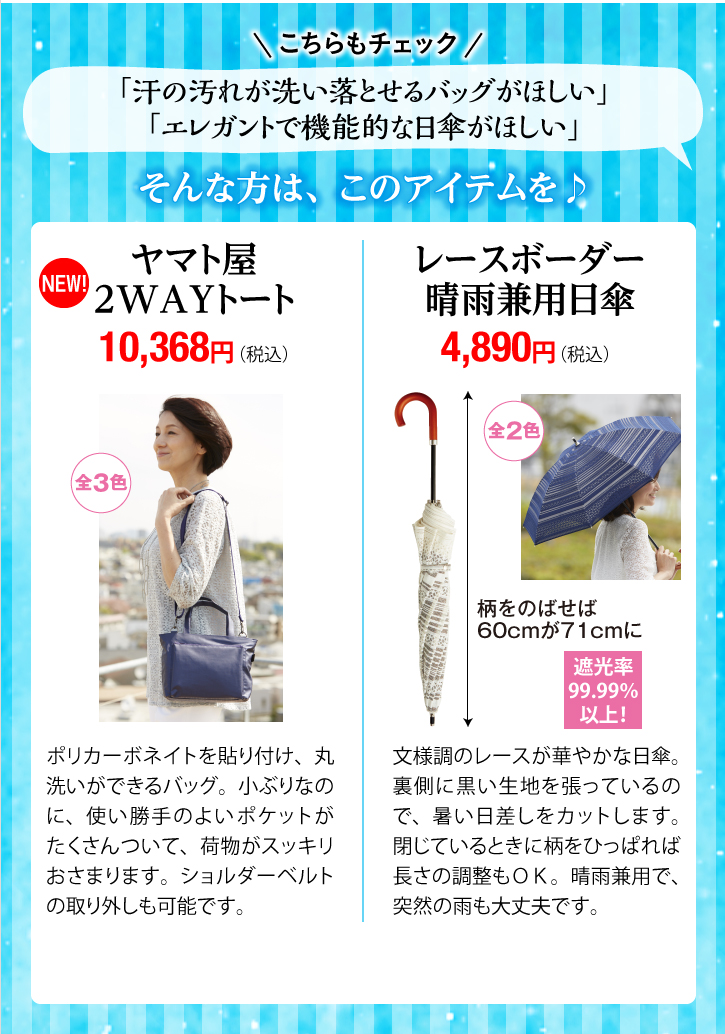 ＼ こちらもチェック ／
「汗の汚れが洗い落とせるバッグがほしい」
「エレガントで機能的な日傘がほしい」
そんな方は、このアイテムを♪
NEW!
ヤマト屋
2WAYトート
10,368円（税込）
全3色
ポリカーボネイトを貼り付け、丸
洗いができるバッグ。小ぶりなの
に、使い勝手のよいポケットが
たくさんついて、荷物がスッキリ
おさまります。ショルダーベルト
の取り外しも可能です。
レースボーダー
晴雨兼用日傘
4,890円（税込）
全2色
柄をのばせば
60cmが71cmに
遮光率
99.99%
以上!
文様調のレースが華やかな日傘。
裏側に黒い生地を張っているの
で、暑い日差しをカットします。
閉じているときに柄をひっぱれば
長さの調整もＯＫ。晴雨兼用で、
突然の雨も大丈夫です。